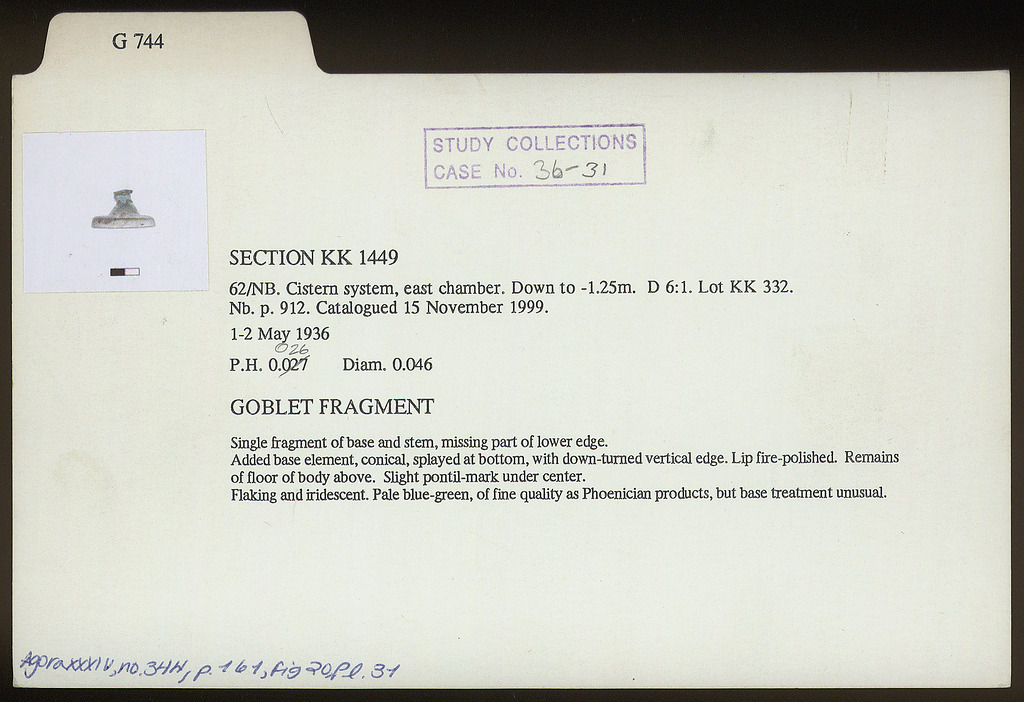 G 744
STUDY COLLECTIONS
CASE No. 36-31
SECTION KK 1449
62/NB. Cistern system, east chamber. Down to -1.25m. D 6:1. Lot KK 332.
Nb. p. 912. Catalogued 15 November 1999.
1-2 May 1936
026
P.H. 0.027 Diam. 0.046
GOBLET FRAGMENT
Single fragment of base and stem, missing part of lower edge.
Added base element, conical, splayed at bottom, with down-turned vertical edge. Lip fire-polished. Remains
of floor of body above. Slight pontil-mark under center.
Flaking and iridescent. Pale blue-green, of fine quality as Phoenician products, but base treatment unusual.
Agora XXXIV, no. 344, p. 161, fig 20, pl. 31